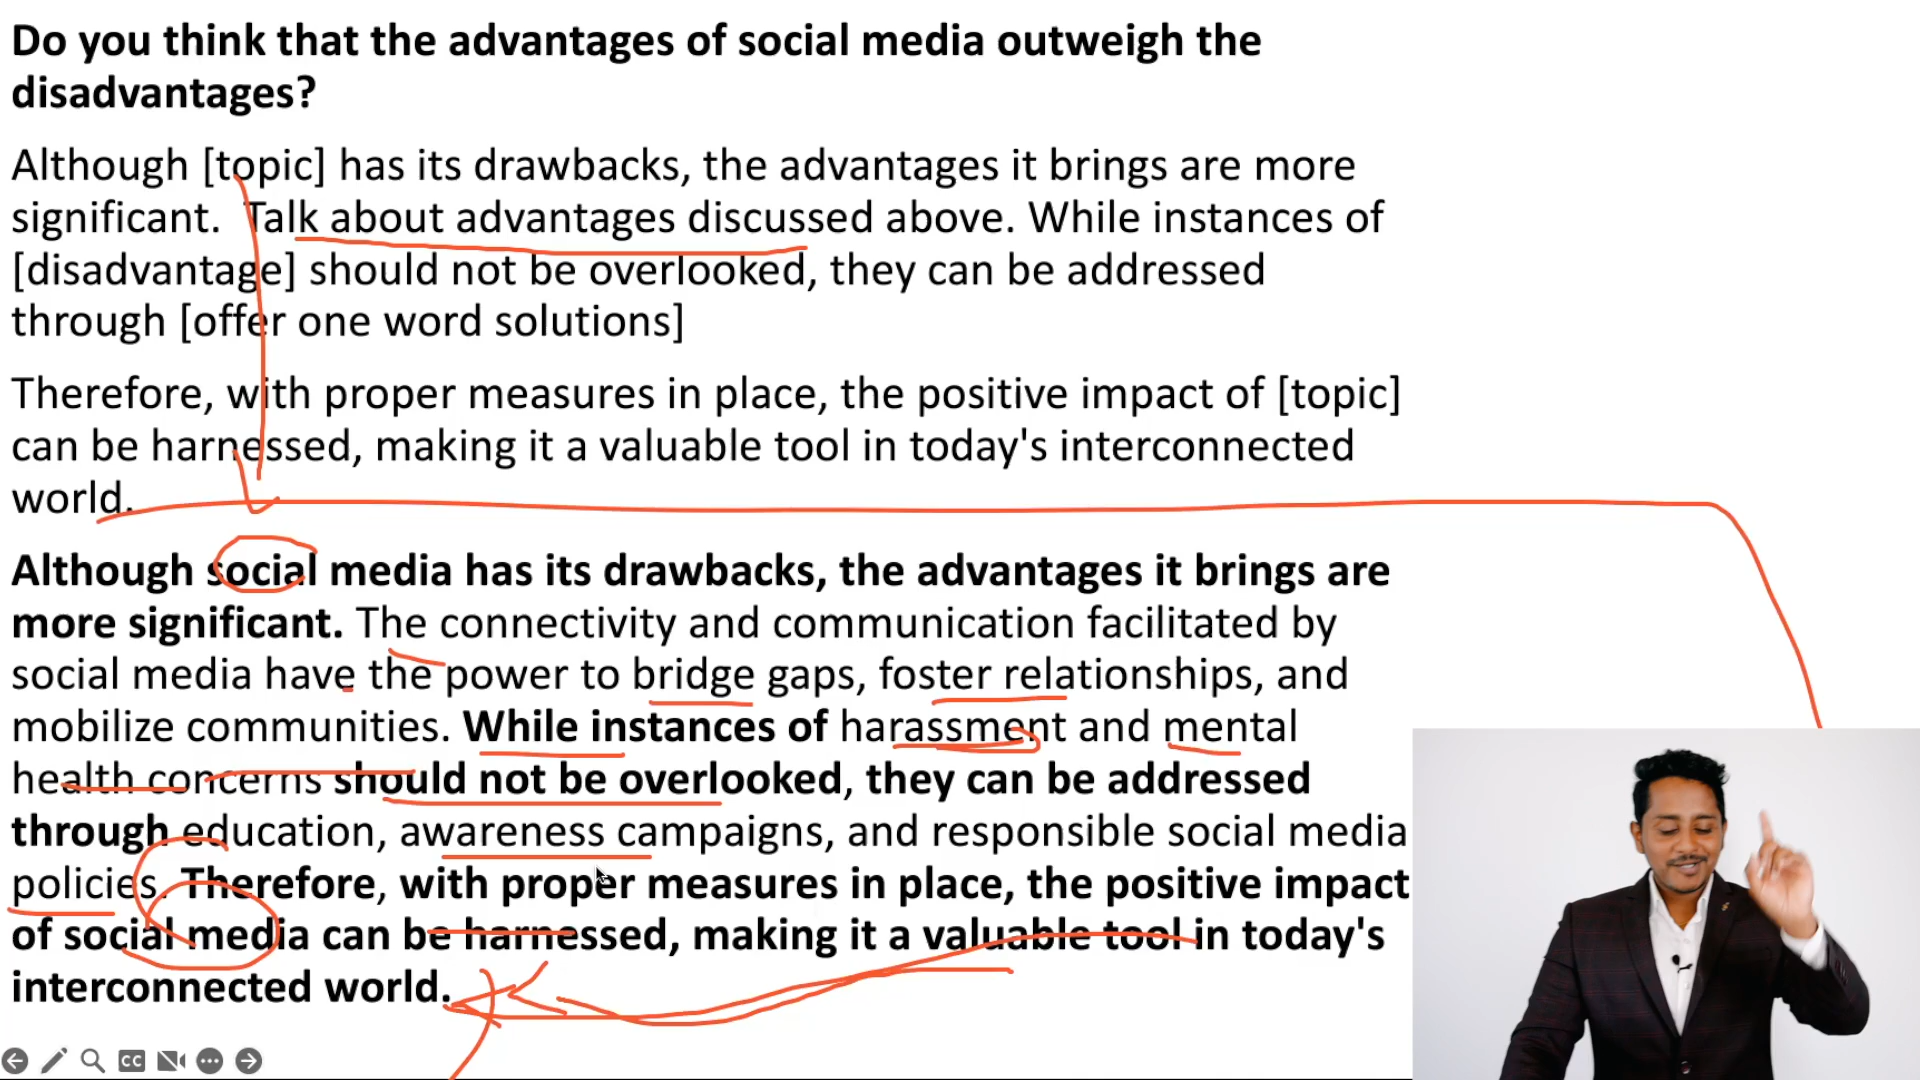 Do you think that the advantages of social media outweigh the
disadvantages?
Although [topic] has its drawbacks, the advantages it brings are more
significant.  Talk about advantages discussed above. While instances of
[disadvantage] should not be overlooked, they can be addressed
through [offer one word solutions]
Therefore, with proper measures in place, the positive impact of [topic]
can be harnessed, making it a valuable tool in today's interconnected
world.
Although social media has its drawbacks, the advantages it brings are
more significant. The connectivity and communication facilitated by
social media have the power to bridge gaps, foster relationships, and
mobilize communities. While instances of harassment and mental
health concerns should not be overlooked, they can be addressed
through education, awareness campaigns, and responsible social media
policies. Therefore, with proper measures in place, the positive impact
of social media can be harnessed, making it a valuable tool in today's
interconnected world.
CC